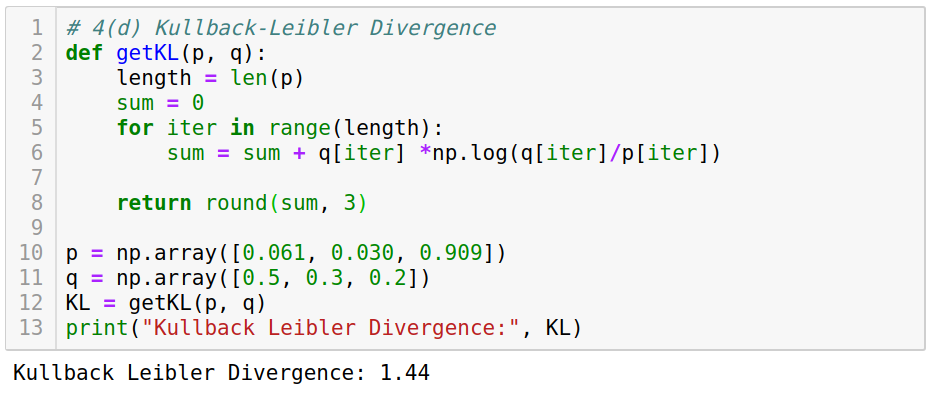 1 # 4(d) Kullback-Leibler Divergence
2 def getKL(p, q):
3     length = len(p)
4     sum = 0
5     for iter in range(length):
6         sum = sum + q[iter] *np.log(q[iter]/p[iter])
7
8     return round(sum, 3)
9
10 p = np.array([0.061, 0.030, 0.909])
11 q = np.array([0.5, 0.3, 0.2])
12 KL = getKL(p, q)
13 print("Kullback Leibler Divergence:", KL)
Kullback Leibler Divergence: 1.44